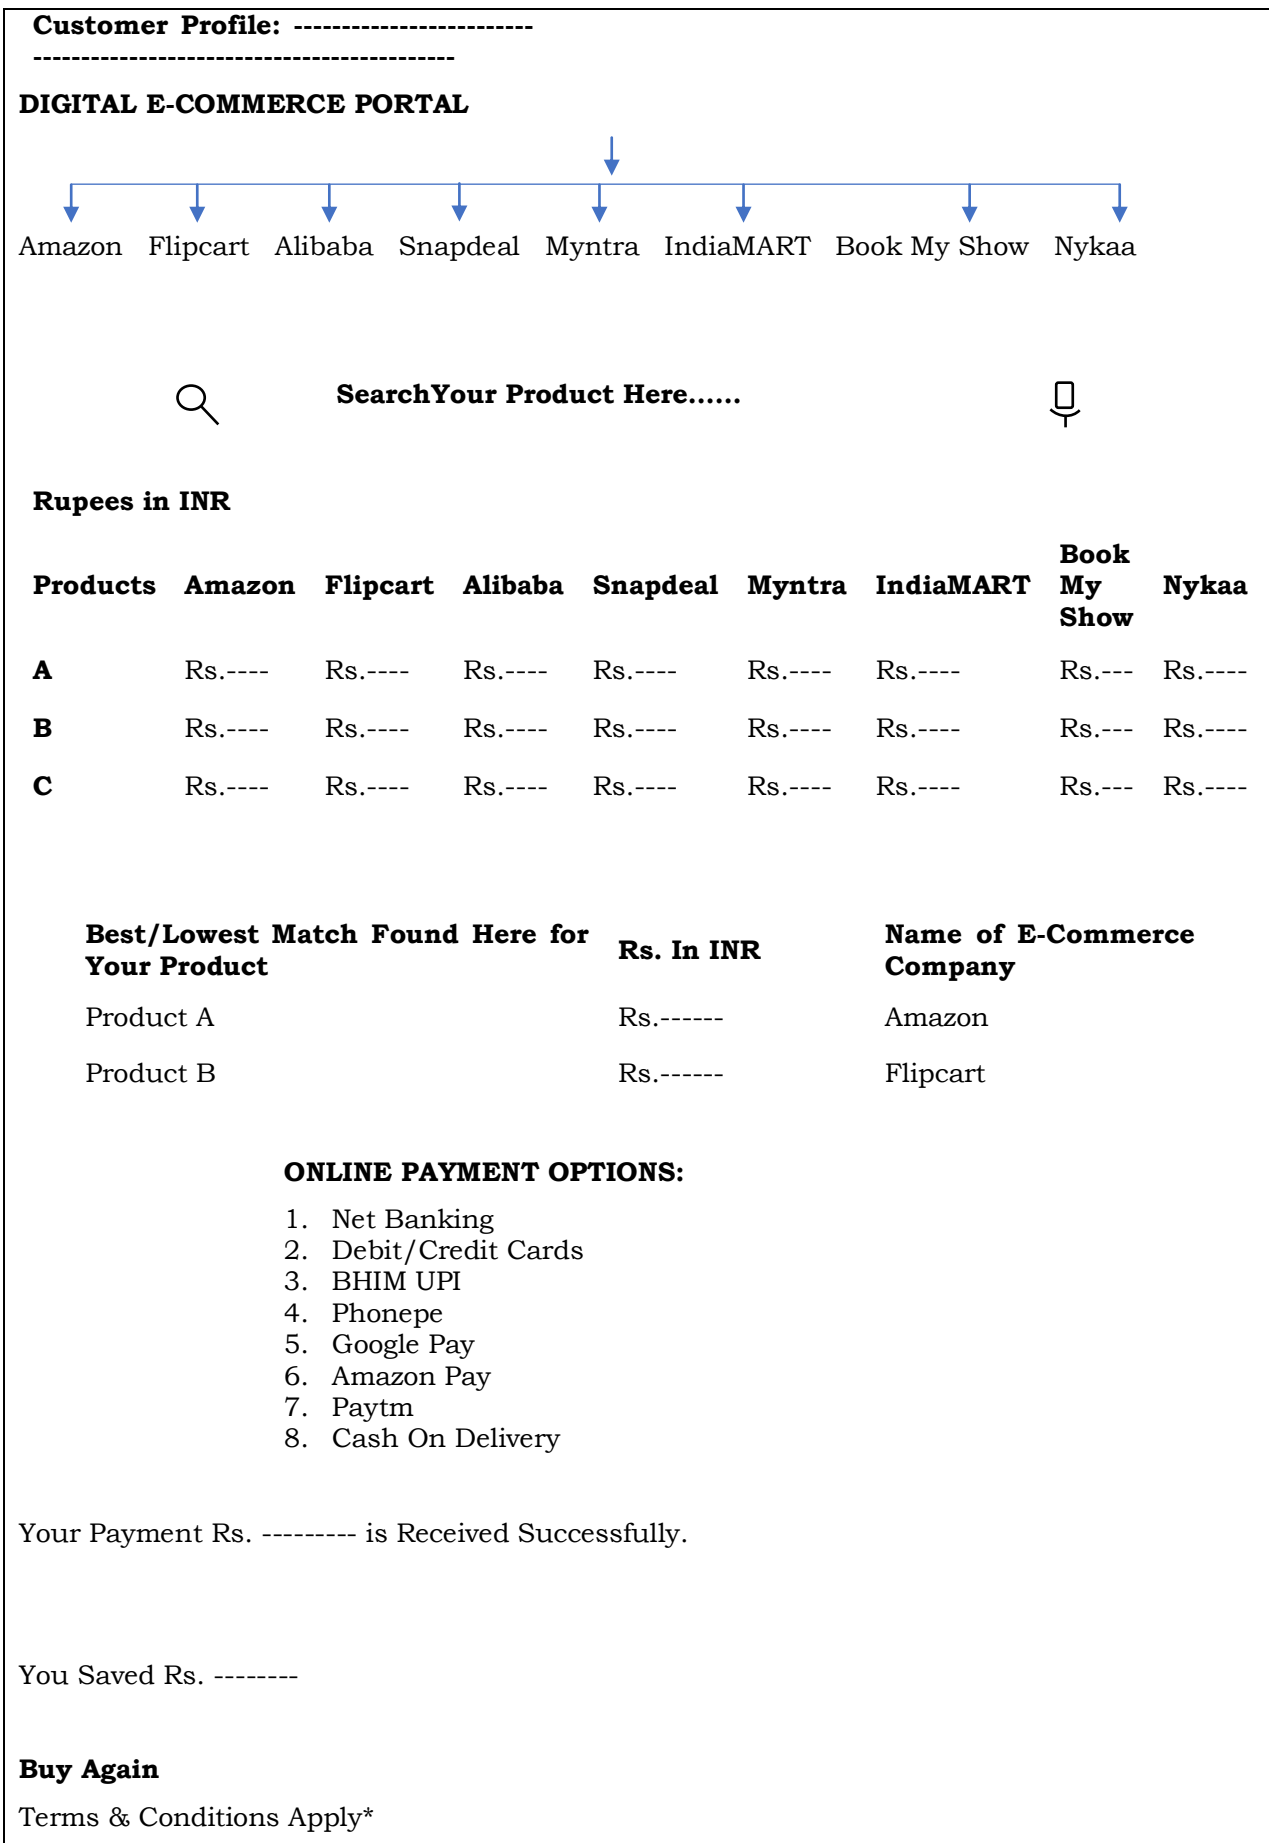 Customer Profile: -------------------------
--------------------------------------------
DIGITAL E-COMMERCE PORTAL
Amazon Flipcart Alibaba Snapdeal Myntra IndiaMART Book My Show Nykaa
SearchYour Product Here......
Rupees in INR
Products Amazon Flipcart Alibaba Snapdeal Myntra IndiaMART Book My Show Nykaa
A Rs.---- Rs.---- Rs.---- Rs.---- Rs.---- Rs.---- Rs.--- Rs.----
B Rs.---- Rs.---- Rs.---- Rs.---- Rs.---- Rs.---- Rs.--- Rs.----
C Rs.---- Rs.---- Rs.---- Rs.---- Rs.---- Rs.---- Rs.--- Rs.----
Best/Lowest Match Found Here for Your Product Rs. In INR Name of E-Commerce Company
Product A Rs.------ Amazon
Product B Rs.------ Flipcart
ONLINE PAYMENT OPTIONS:
1. Net Banking
2. Debit/Credit Cards
3. BHIM UPI
4. Phonepe
5. Google Pay
6. Amazon Pay
7. Paytm
8. Cash On Delivery
Your Payment Rs. --------- is Received Successfully.
You Saved Rs. --------
Buy Again
Terms & Conditions Apply*